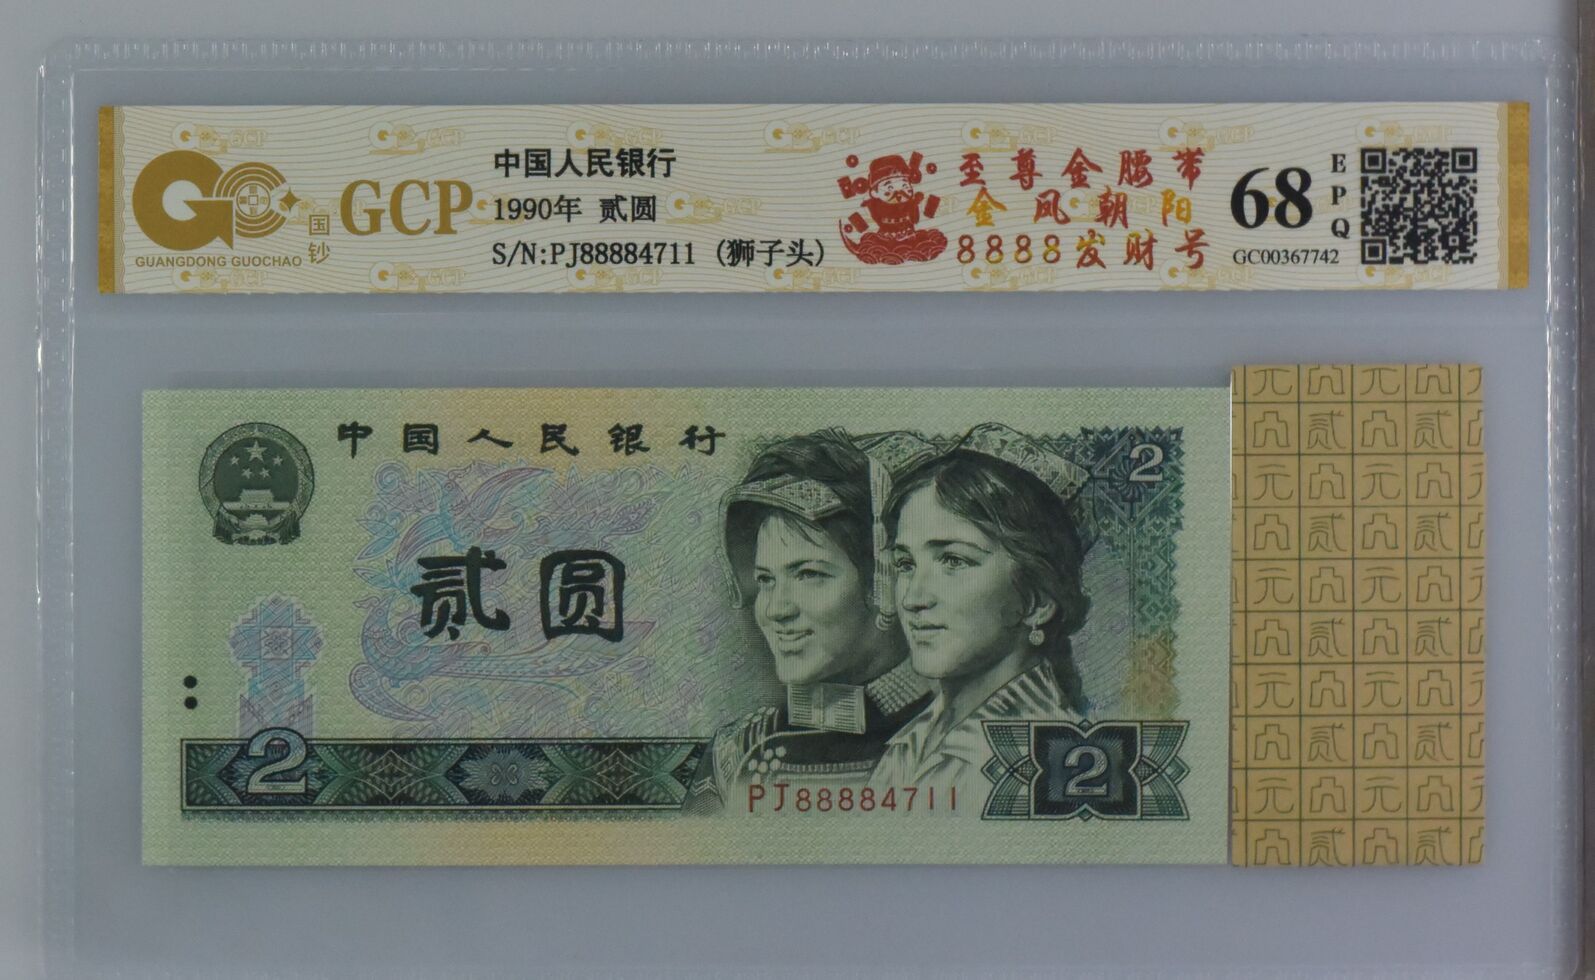 GCP
国钞
GUANGDONG GUOCHAO
中国人民银行
1990年 贰圆
S/N:PJ88884711 (狮子头)
至尊金腰带
金凤朝阳
8888发财号
68
EPQ
GC00367742
中国人民银行
贰圆
2
2
2
PJ88884711